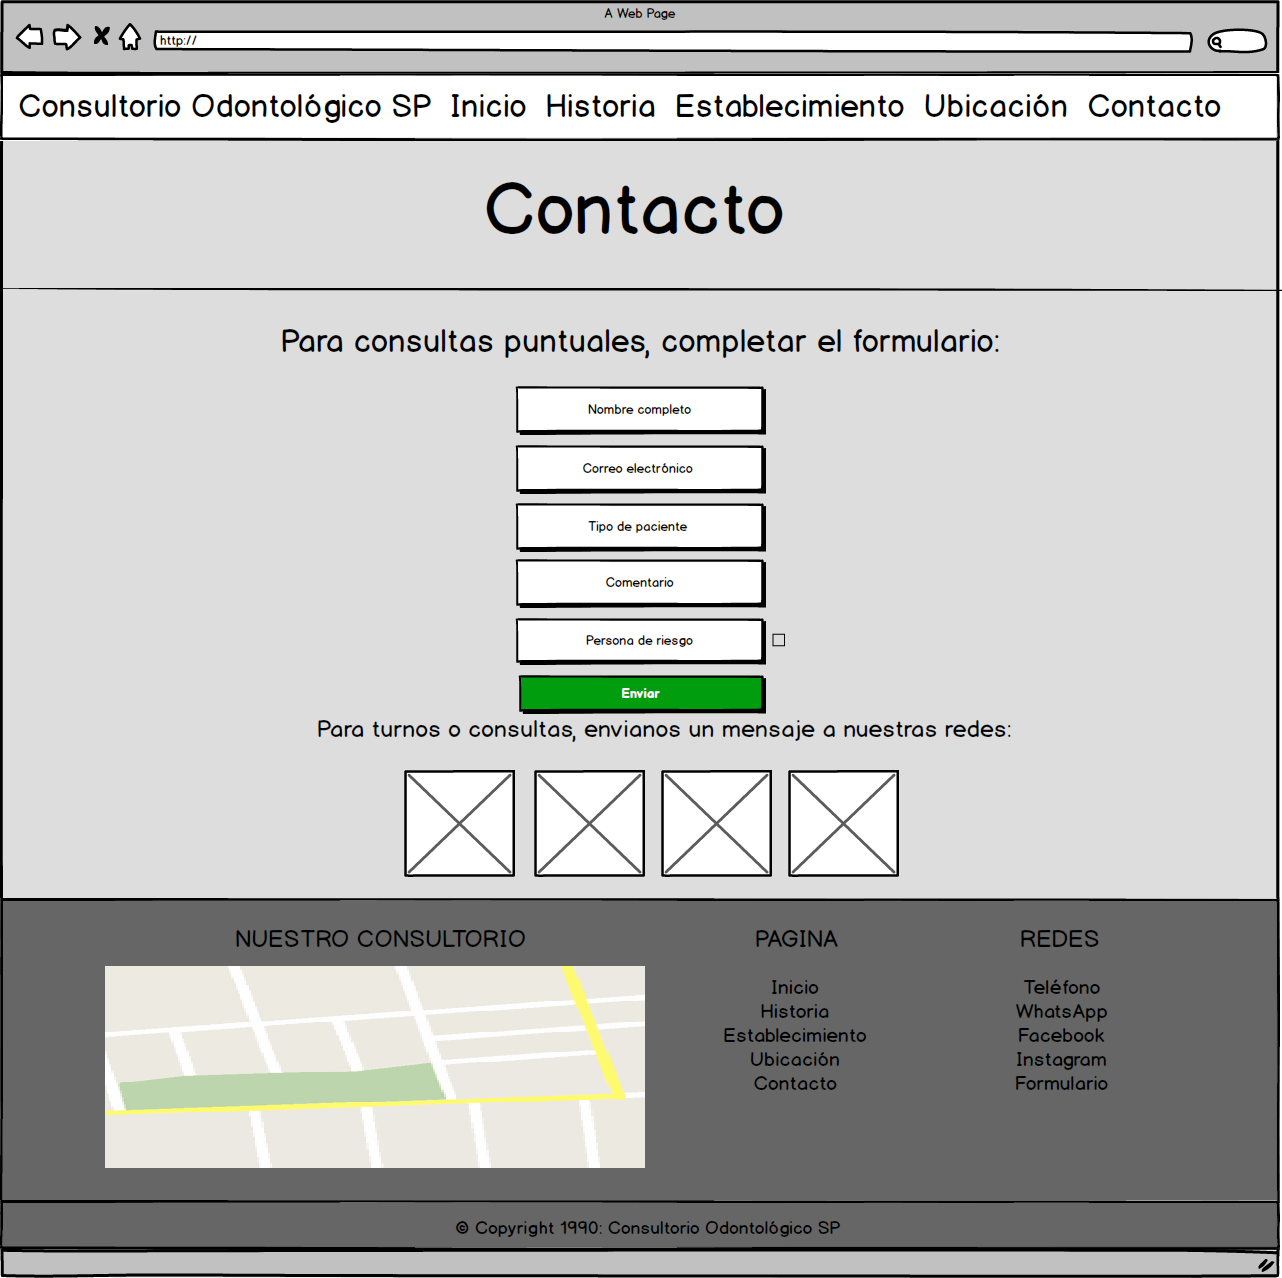 A Web Page
http://
Consultorio Odontológico SP Inicio Historia Establecimiento Ubicación Contacto
Contacto
Para consultas puntuales, completar el formulario:
Nombre completo
Correo electrónico
Tipo de paciente
Comentario
Persona de riesgo
Enviar
Para turnos o consultas, envianos un mensaje a nuestras redes:
NUESTRO CONSULTORIO
PAGINA
Inicio
Historia
Establecimiento
Ubicación
Contacto
REDES
Teléfono
WhatsApp
Facebook
Instagram
Formulario
© Copyright 1990: Consultorio Odontológico SP